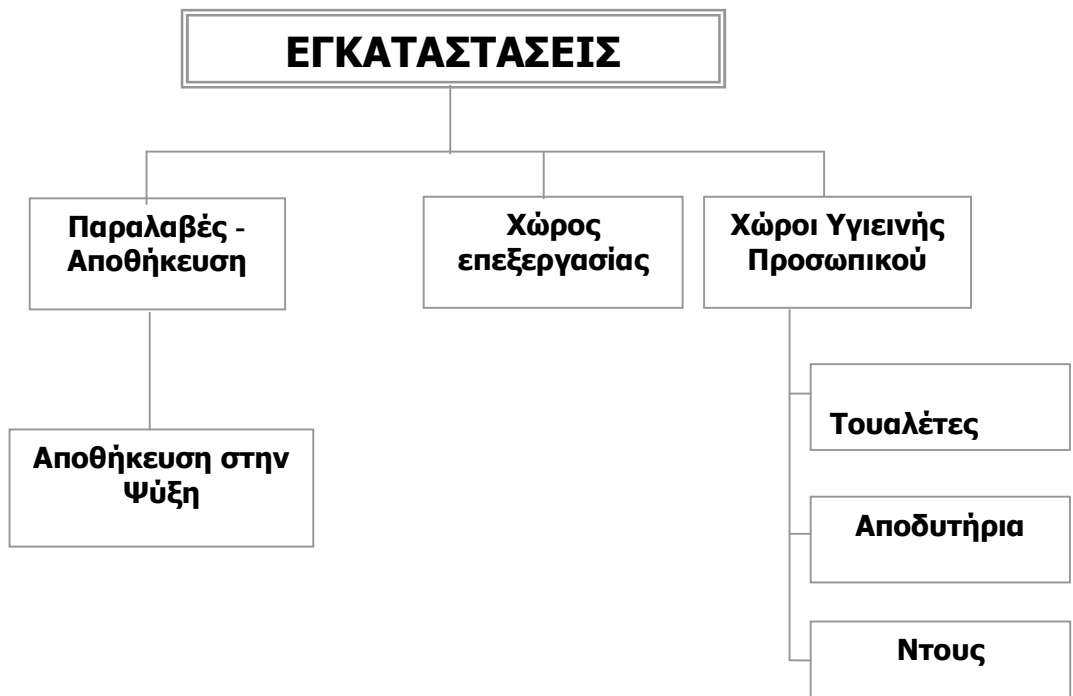 ΕΓΚΑΤΑΣΤΑΣΕΙΣ
Παραλαβές -
Αποθήκευση
Χώρος
επεξεργασίας
Χώροι Υγιεινής
Προσωπικού
Αποθήκευση στην
Ψύξη
Τουαλέτες
Αποδυτήρια
Ντους